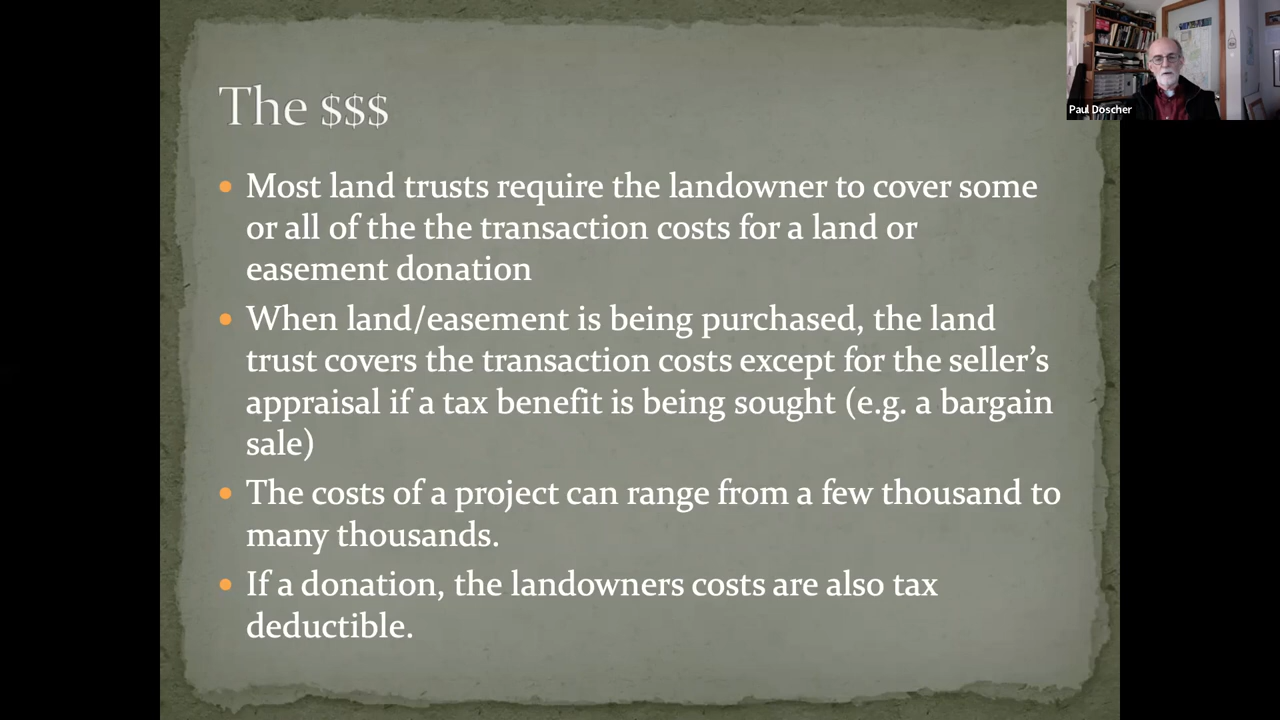 The $$$
Most land trusts require the landowner to cover some
or all of the the transaction costs for a land or
easement donation
When land/easement is being purchased, the land
trust covers the transaction costs except for the seller’s
appraisal if a tax benefit is being sought (e.g. a bargain
sale)
The costs of a project can range from a few thousand to
many thousands.
If a donation, the landowners costs are also tax
deductible.
Paul Doscher